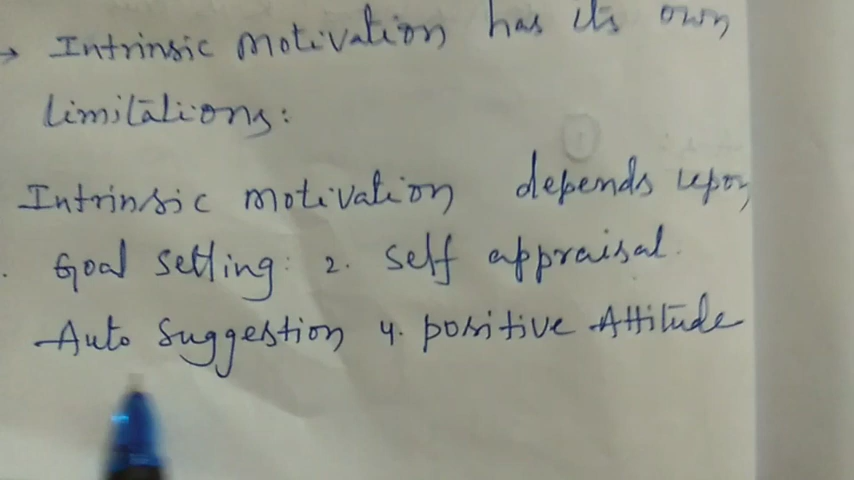 → Intrinsic motivation has its own
limitations:
Intrinsic motivation depends upon
. Goal setting: 2. Self appraisal.
Auto suggestion 4. positive Attitude